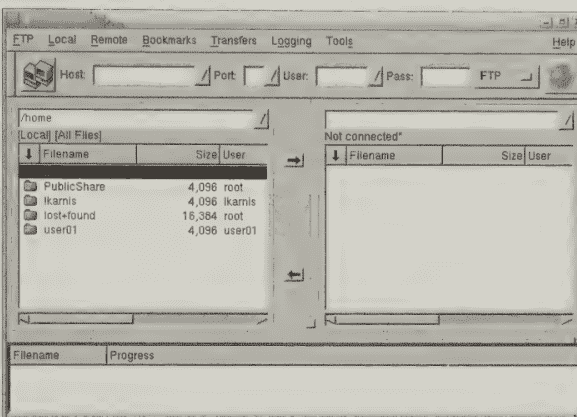 FTP Local Remote Bookmarks Transfers Logging Tools Help
Host: Port: User: Pass: FTP
/home
[Local] [All Files]
Not connected*
Filename Size User
Filename Size User
PublicShare 4,096 root
lkarnis 4,096 lkarnis
lost+found 16,384 root
user01 4,096 user01
Filename Progress